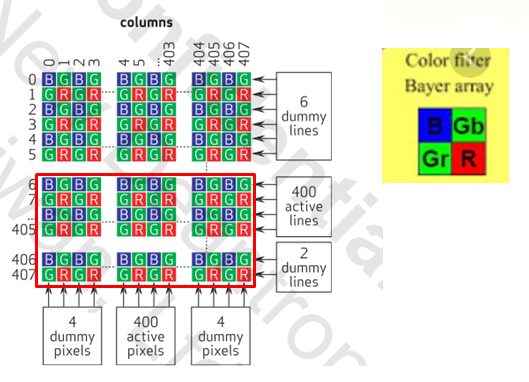 columns
0 1 2 3 4 5 ... 403 404 405 406 407
0 B G B G B G B G B G B G
1 G R G R G R G R G R G R
2 B G B G B G B G B G B G
3 G R G R G R G R G R G R
4 B G B G B G B G B G B G
5 G R G R G R G R G R G R
6
dummy
lines
6 B G B G B G B G B G B G
7 G R G R G R G R G R G R
... B G B G B G B G B G B G
405 G R G R G R G R G R G R
400
active
lines
406 B G B G B G B G B G B G
407 G R G R G R G R G R G R
2
dummy
lines
4
dummy
pixels
400
active
pixels
4
dummy
pixels
Color filter
Bayer array
B Gb
Gr R